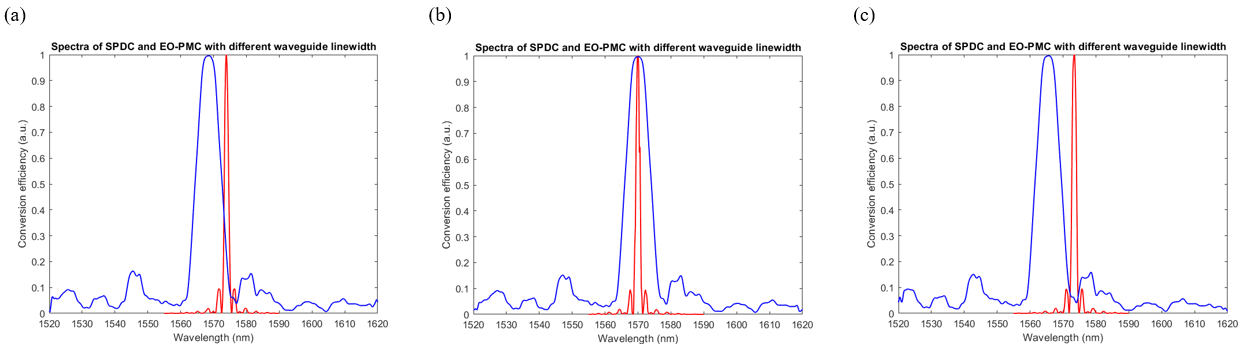 (a)
Spectra of SPDC and EO-PMC with different waveguide linewidth
Conversion efficiency (a.u.)
1
0.9
0.8
0.7
0.6
0.5
0.4
0.3
0.2
0.1
0
1520 1530 1540 1550 1560 1570 1580 1590 1600 1610 1620
Wavelength (nm)
(b)
Spectra of SPDC and EO-PMC with different waveguide linewidth
Conversion efficiency (a.u.)
1
0.9
0.8
0.7
0.6
0.5
0.4
0.3
0.2
0.1
0
1520 1530 1540 1550 1560 1570 1580 1590 1600 1610 1620
Wavelength (nm)
(c)
Spectra of SPDC and EO-PMC with different waveguide linewidth
Conversion efficiency (a.u.)
1
0.9
0.8
0.7
0.6
0.5
0.4
0.3
0.2
0.1
0
1520 1530 1540 1550 1560 1570 1580 1590 1600 1610 1620
Wavelength (nm)